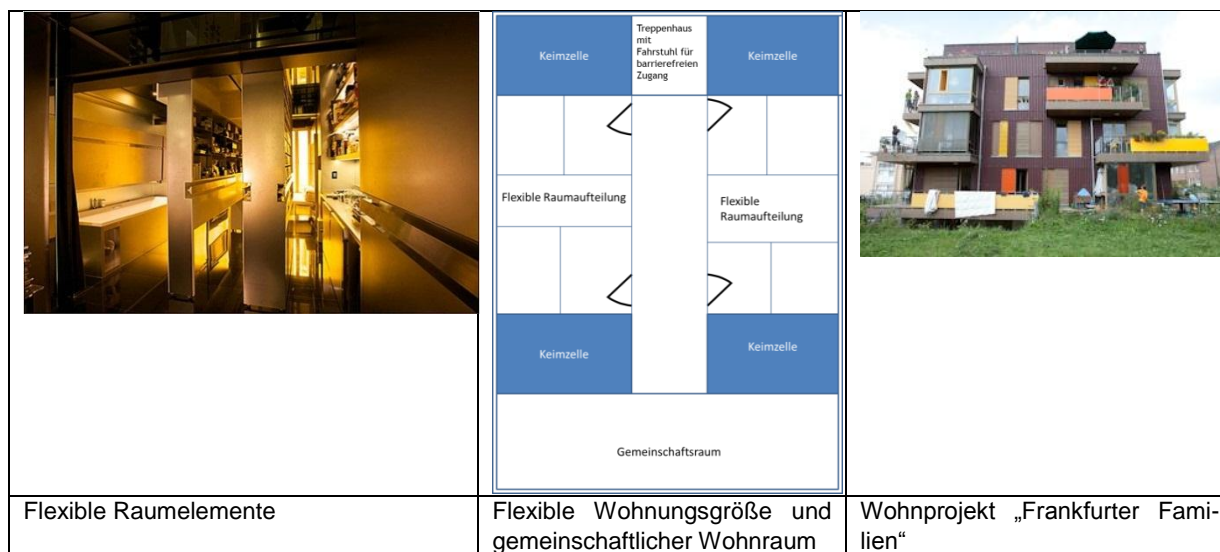 Treppenhaus
mit
Fahrstuhl für
barrierefreien
Zugang
Keimzelle
Keimzelle
Flexible Raumaufteilung
Flexible
Raumaufteilung
Keimzelle
Keimzelle
Gemeinschaftsraum
Flexible Raumelemente
Flexible Wohnungsgröße und
gemeinschaftlicher Wohnraum
Wohnprojekt „Frankfurter Fami-
lien“